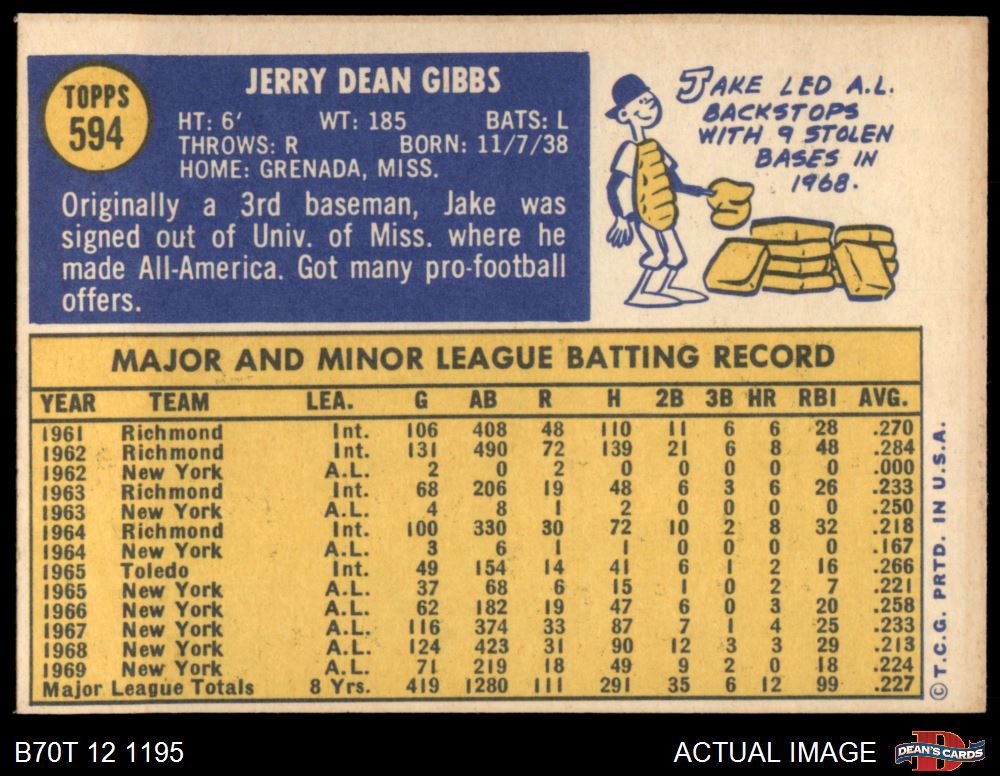 TOPPS
594
JERRY DEAN GIBBS
HT: 6' WT: 185 BATS: L
THROWS: R BORN: 11/7/38
HOME: GRENADA, MISS.
Originally a 3rd baseman, Jake was
signed out of Univ. of Miss. where he
made All-America. Got many pro-football
offers.
JAKE LED A.L.
BACKSTOPS
WITH 9 STOLEN
BASES IN
1968.
MAJOR AND MINOR LEAGUE BATTING RECORD
YEAR TEAM LEA. G AB R H 2B 3B HR RBI AVG.
1961 Richmond Int. 106 408 48 110 11 6 6 28 .270
1962 Richmond Int. 131 490 72 139 21 6 8 48 .284
1962 New York A.L. 2 0 2 0 0 0 0 0 .000
1963 Richmond Int. 68 206 19 48 6 3 6 26 .233
1963 New York A.L. 4 8 1 2 0 0 0 0 .250
1964 Richmond Int. 100 330 30 72 10 2 8 32 .218
1964 New York A.L. 3 6 1 1 0 0 0 0 .167
1965 Toledo Int. 49 154 14 41 6 1 2 16 .266
1965 New York A.L. 37 68 6 15 1 0 2 7 .221
1966 New York A.L. 62 182 19 47 6 0 3 20 .258
1967 New York A.L. 116 374 33 87 7 1 4 25 .233
1968 New York A.L. 124 423 31 90 12 3 3 29 .213
1969 New York A.L. 71 219 18 49 9 2 0 18 .224
Major League Totals 8 Yrs. 419 1280 111 291 35 6 12 99 .227
© T.C.G. PRTD. IN U.S.A.
B70T 12 1195
ACTUAL IMAGE
DEAN'S CARDS